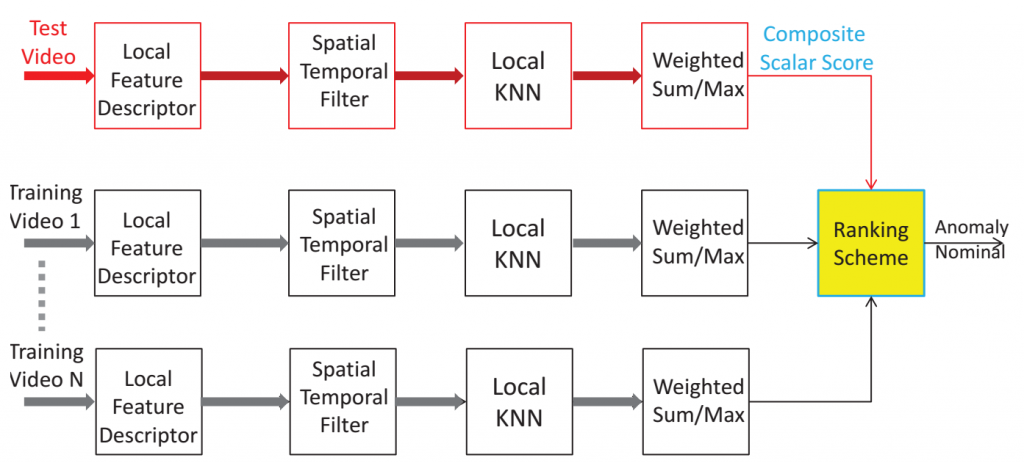 Test
Video
Local
Feature
Descriptor
Spatial
Temporal
Filter
Local
KNN
Weighted
Sum/Max
Composite
Scalar Score
Training
Video 1
Local
Feature
Descriptor
Spatial
Temporal
Filter
Local
KNN
Weighted
Sum/Max
Ranking
Scheme
Anomaly
Nominal
Training
Video N
Local
Feature
Descriptor
Spatial
Temporal
Filter
Local
KNN
Weighted
Sum/Max